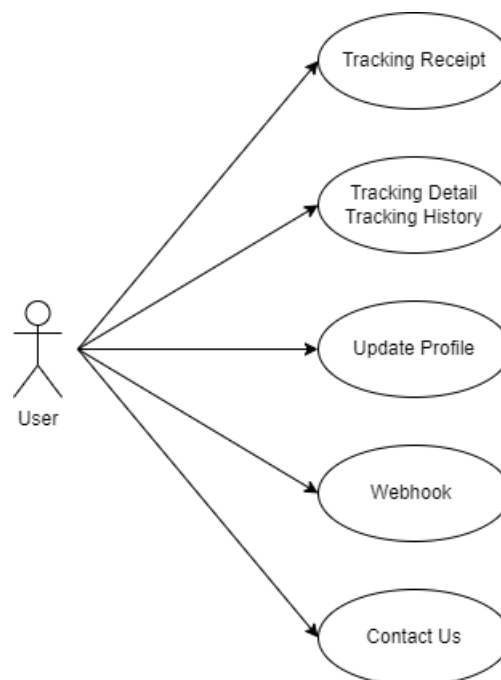 Tracking Receipt
Tracking Detail
Tracking History
Update Profile
User
Webhook
Contact Us